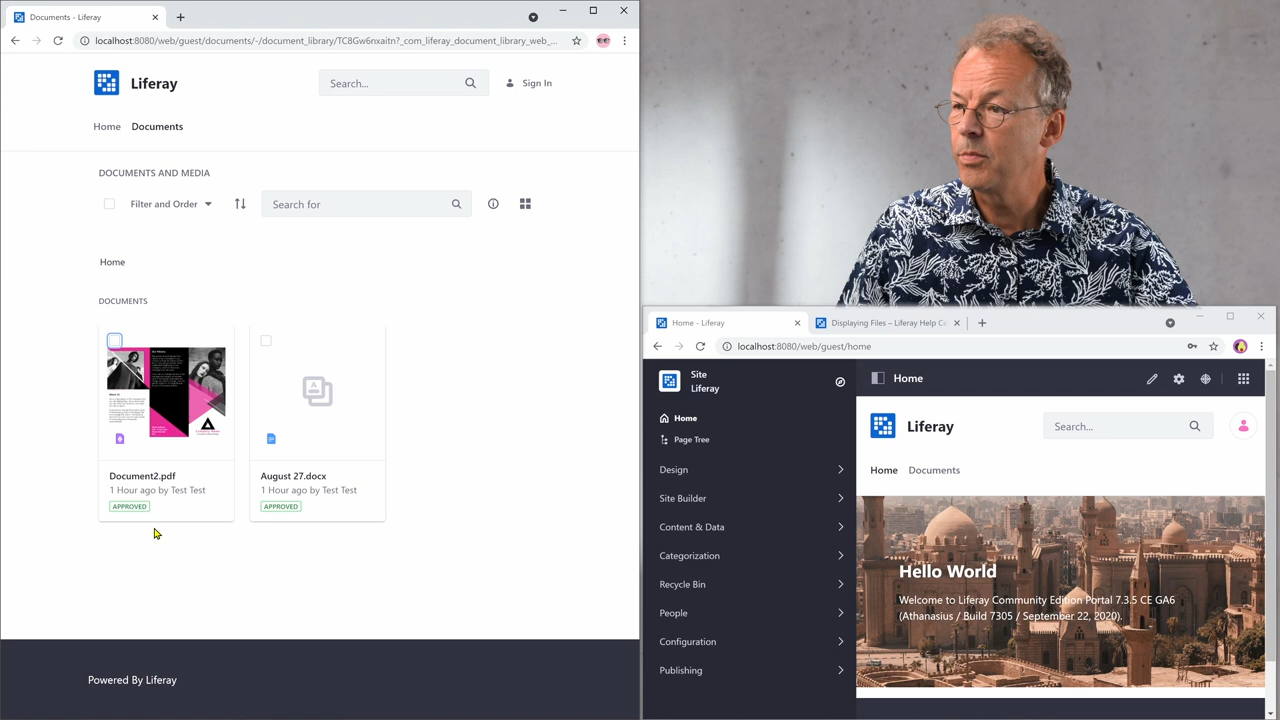 Documents - Liferay
localhost:8080/web/guest/documents/-/document_library/TC8Gw6nxaitn?_com_liferay_document_library_web_...
Liferay
Search...
Sign In
Home
Documents
DOCUMENTS AND MEDIA
Filter and Order
Search for
Home
DOCUMENTS
Document2.pdf
1 Hour ago by Test Test
APPROVED
August 27.docx
1 Hour ago by Test Test
APPROVED
Powered By Liferay
Home - Liferay
Displaying Files – Liferay Help Ce
localhost:8080/web/guest/home
Site
Liferay
Home
Page Tree
Design
Site Builder
Content & Data
Categorization
Recycle Bin
People
Configuration
Publishing
Home
Liferay
Search...
Home
Documents
Hello World
Welcome to Liferay Community Edition Portal 7.3.5 CE GA6
(Athanasius / Build 7305 / September 22, 2020).